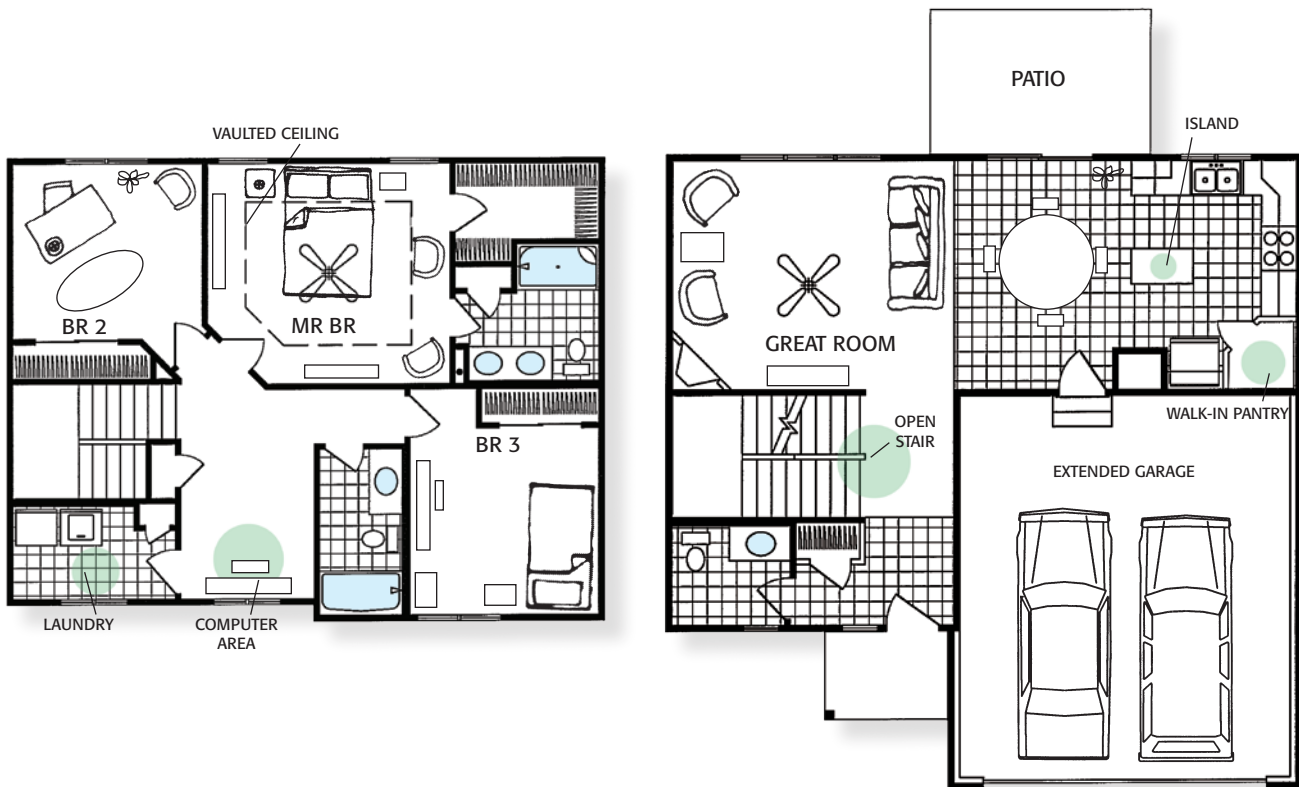 VAULTED CEILING
BR 2
MR BR
BR 3
LAUNDRY
COMPUTER
AREA
PATIO
ISLAND
GREAT ROOM
WALK-IN PANTRY
OPEN
STAIR
EXTENDED GARAGE